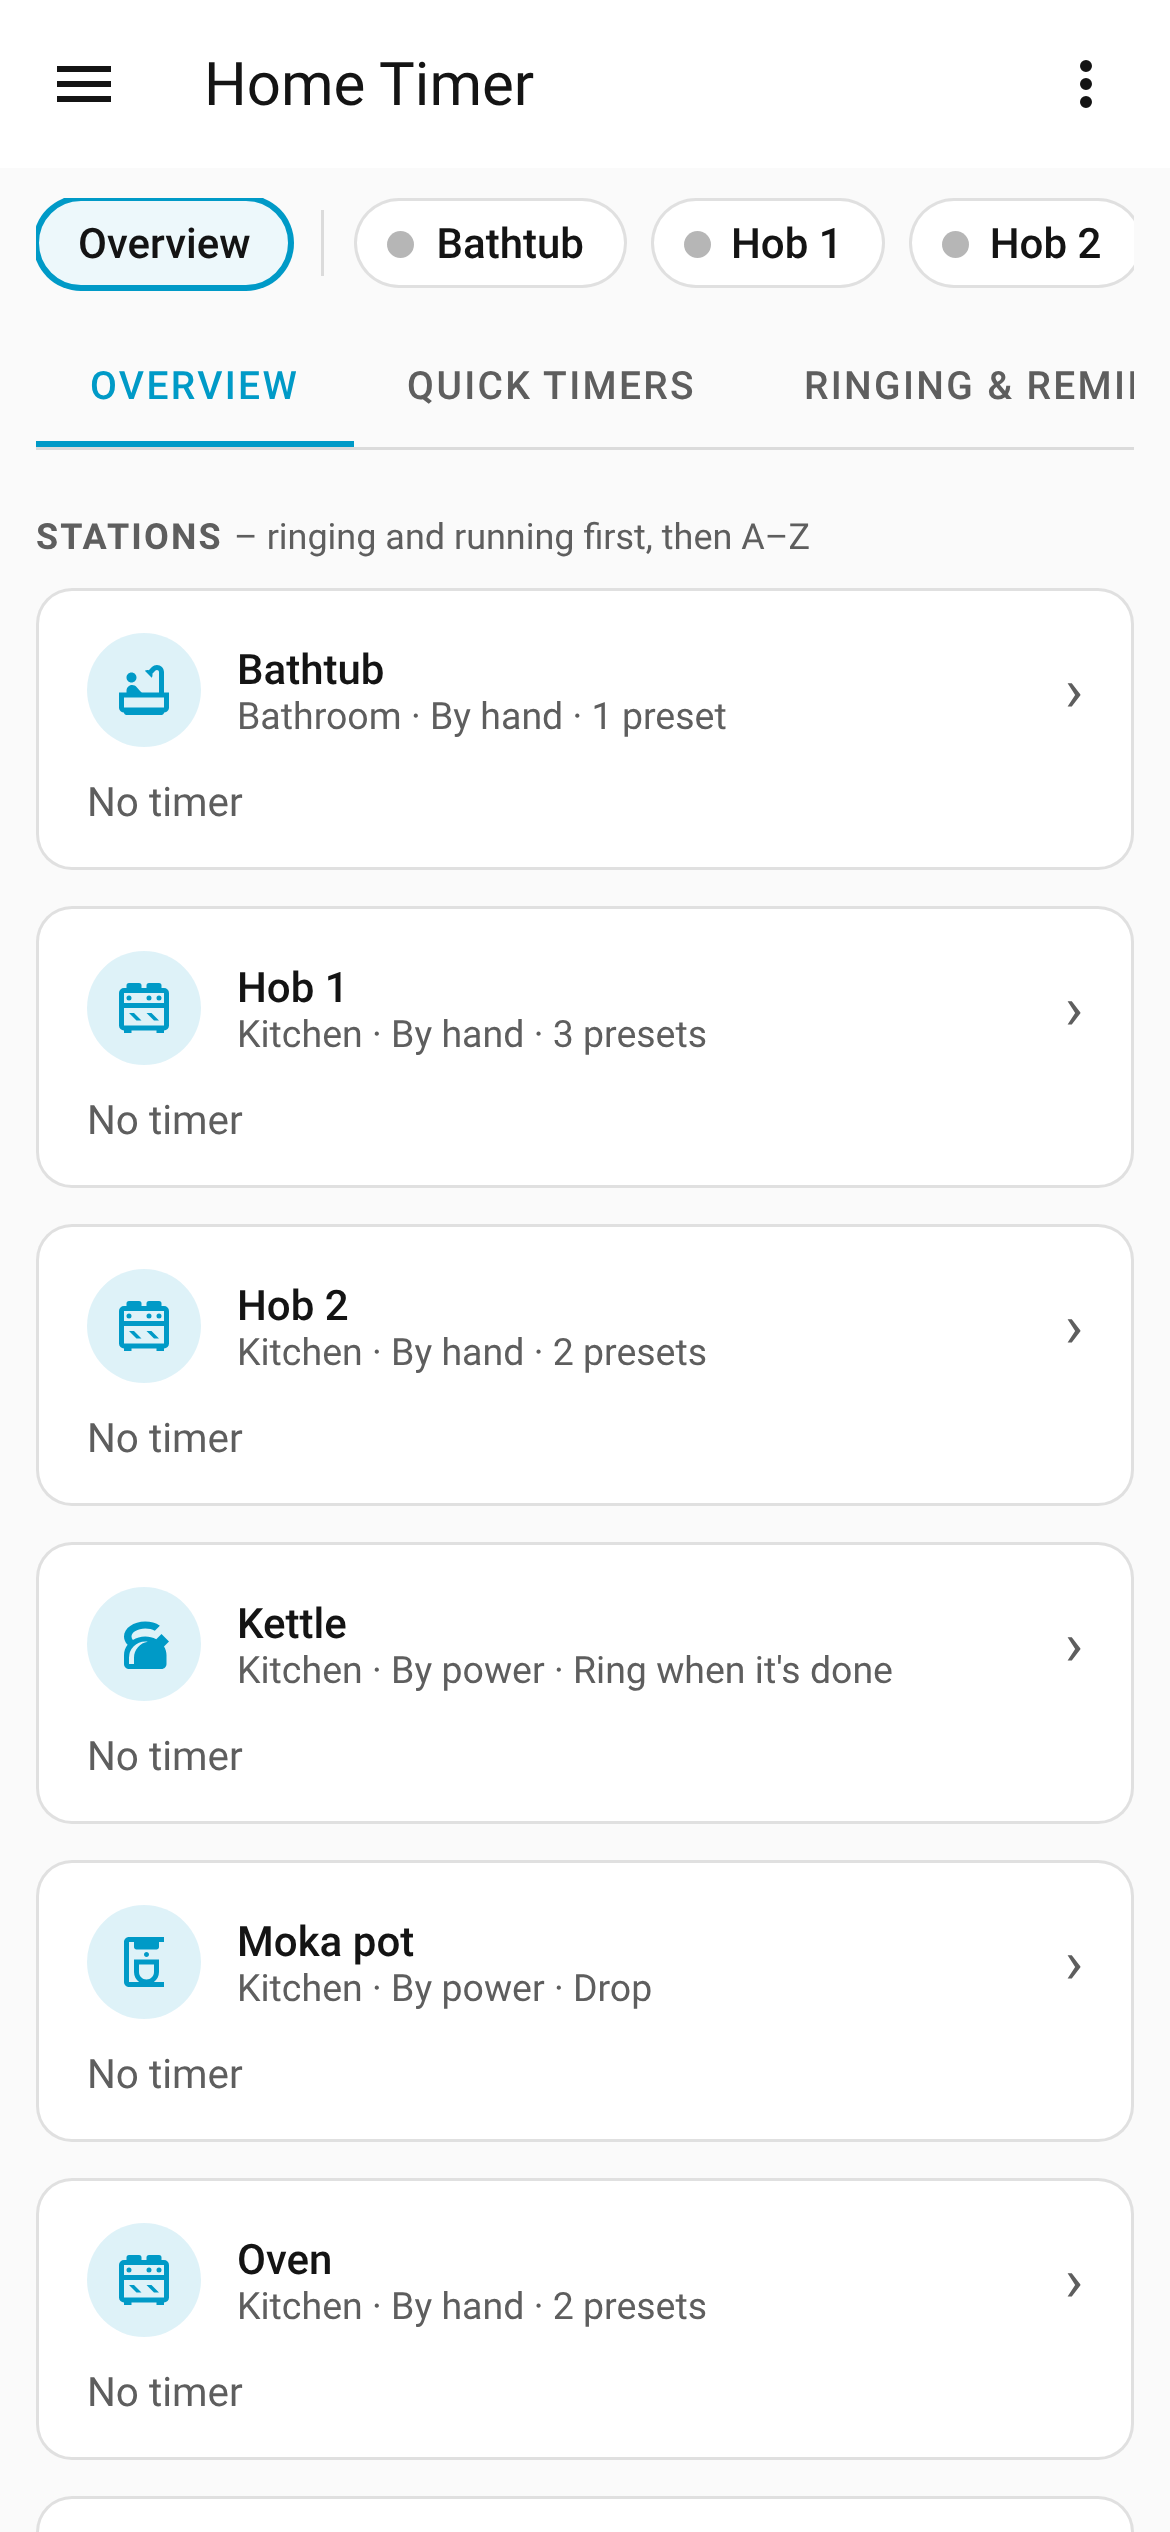 Home Timer
Overview
Bathtub
Hob 1
Hob 2
OVERVIEW
QUICK TIMERS
RINGING &
STATIONS – ringing and running first, then A–Z
Bathtub
Bathroom · By hand · 1 preset
›
No timer
Hob 1
Kitchen · By hand · 3 presets
›
No timer
Hob 2
Kitchen · By hand · 2 presets
›
No timer
Kettle
Kitchen · By power · Ring when it's done
›
No timer
Moka pot
Kitchen · By power · Drop
›
No timer
Oven
Kitchen · By hand · 2 presets
›
No timer